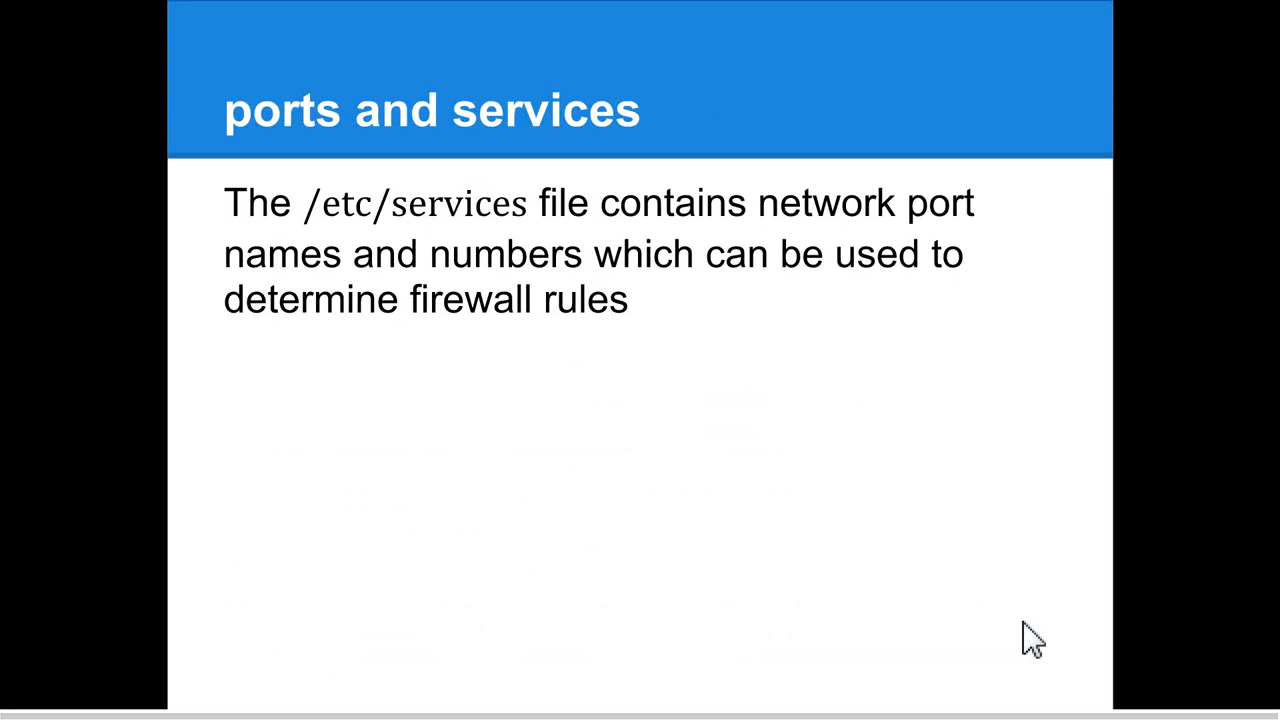 ports and services
The /etc/services file contains network port
names and numbers which can be used to
determine firewall rules